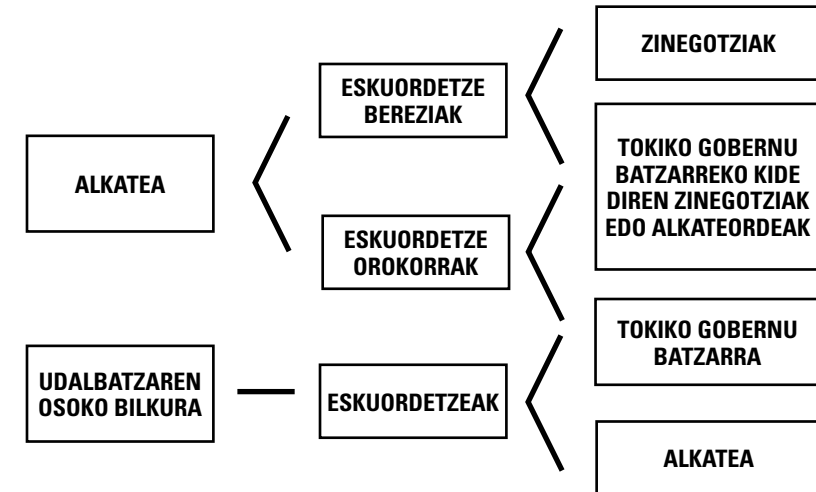 ALKATEA
ESKUORDETZE
BEREZIAK
ESKUORDETZE
OROKORRAK
ZINEGOTZIAK
TOKIKO GOBERNU
BATZARREKO KIDE
DIREN ZINEGOTZIAK
EDO ALKATEORDEAK
UDALBATZAREN
OSOKO BILKURA
ESKUORDETZEAK
TOKIKO GOBERNU
BATZARRA
ALKATEA